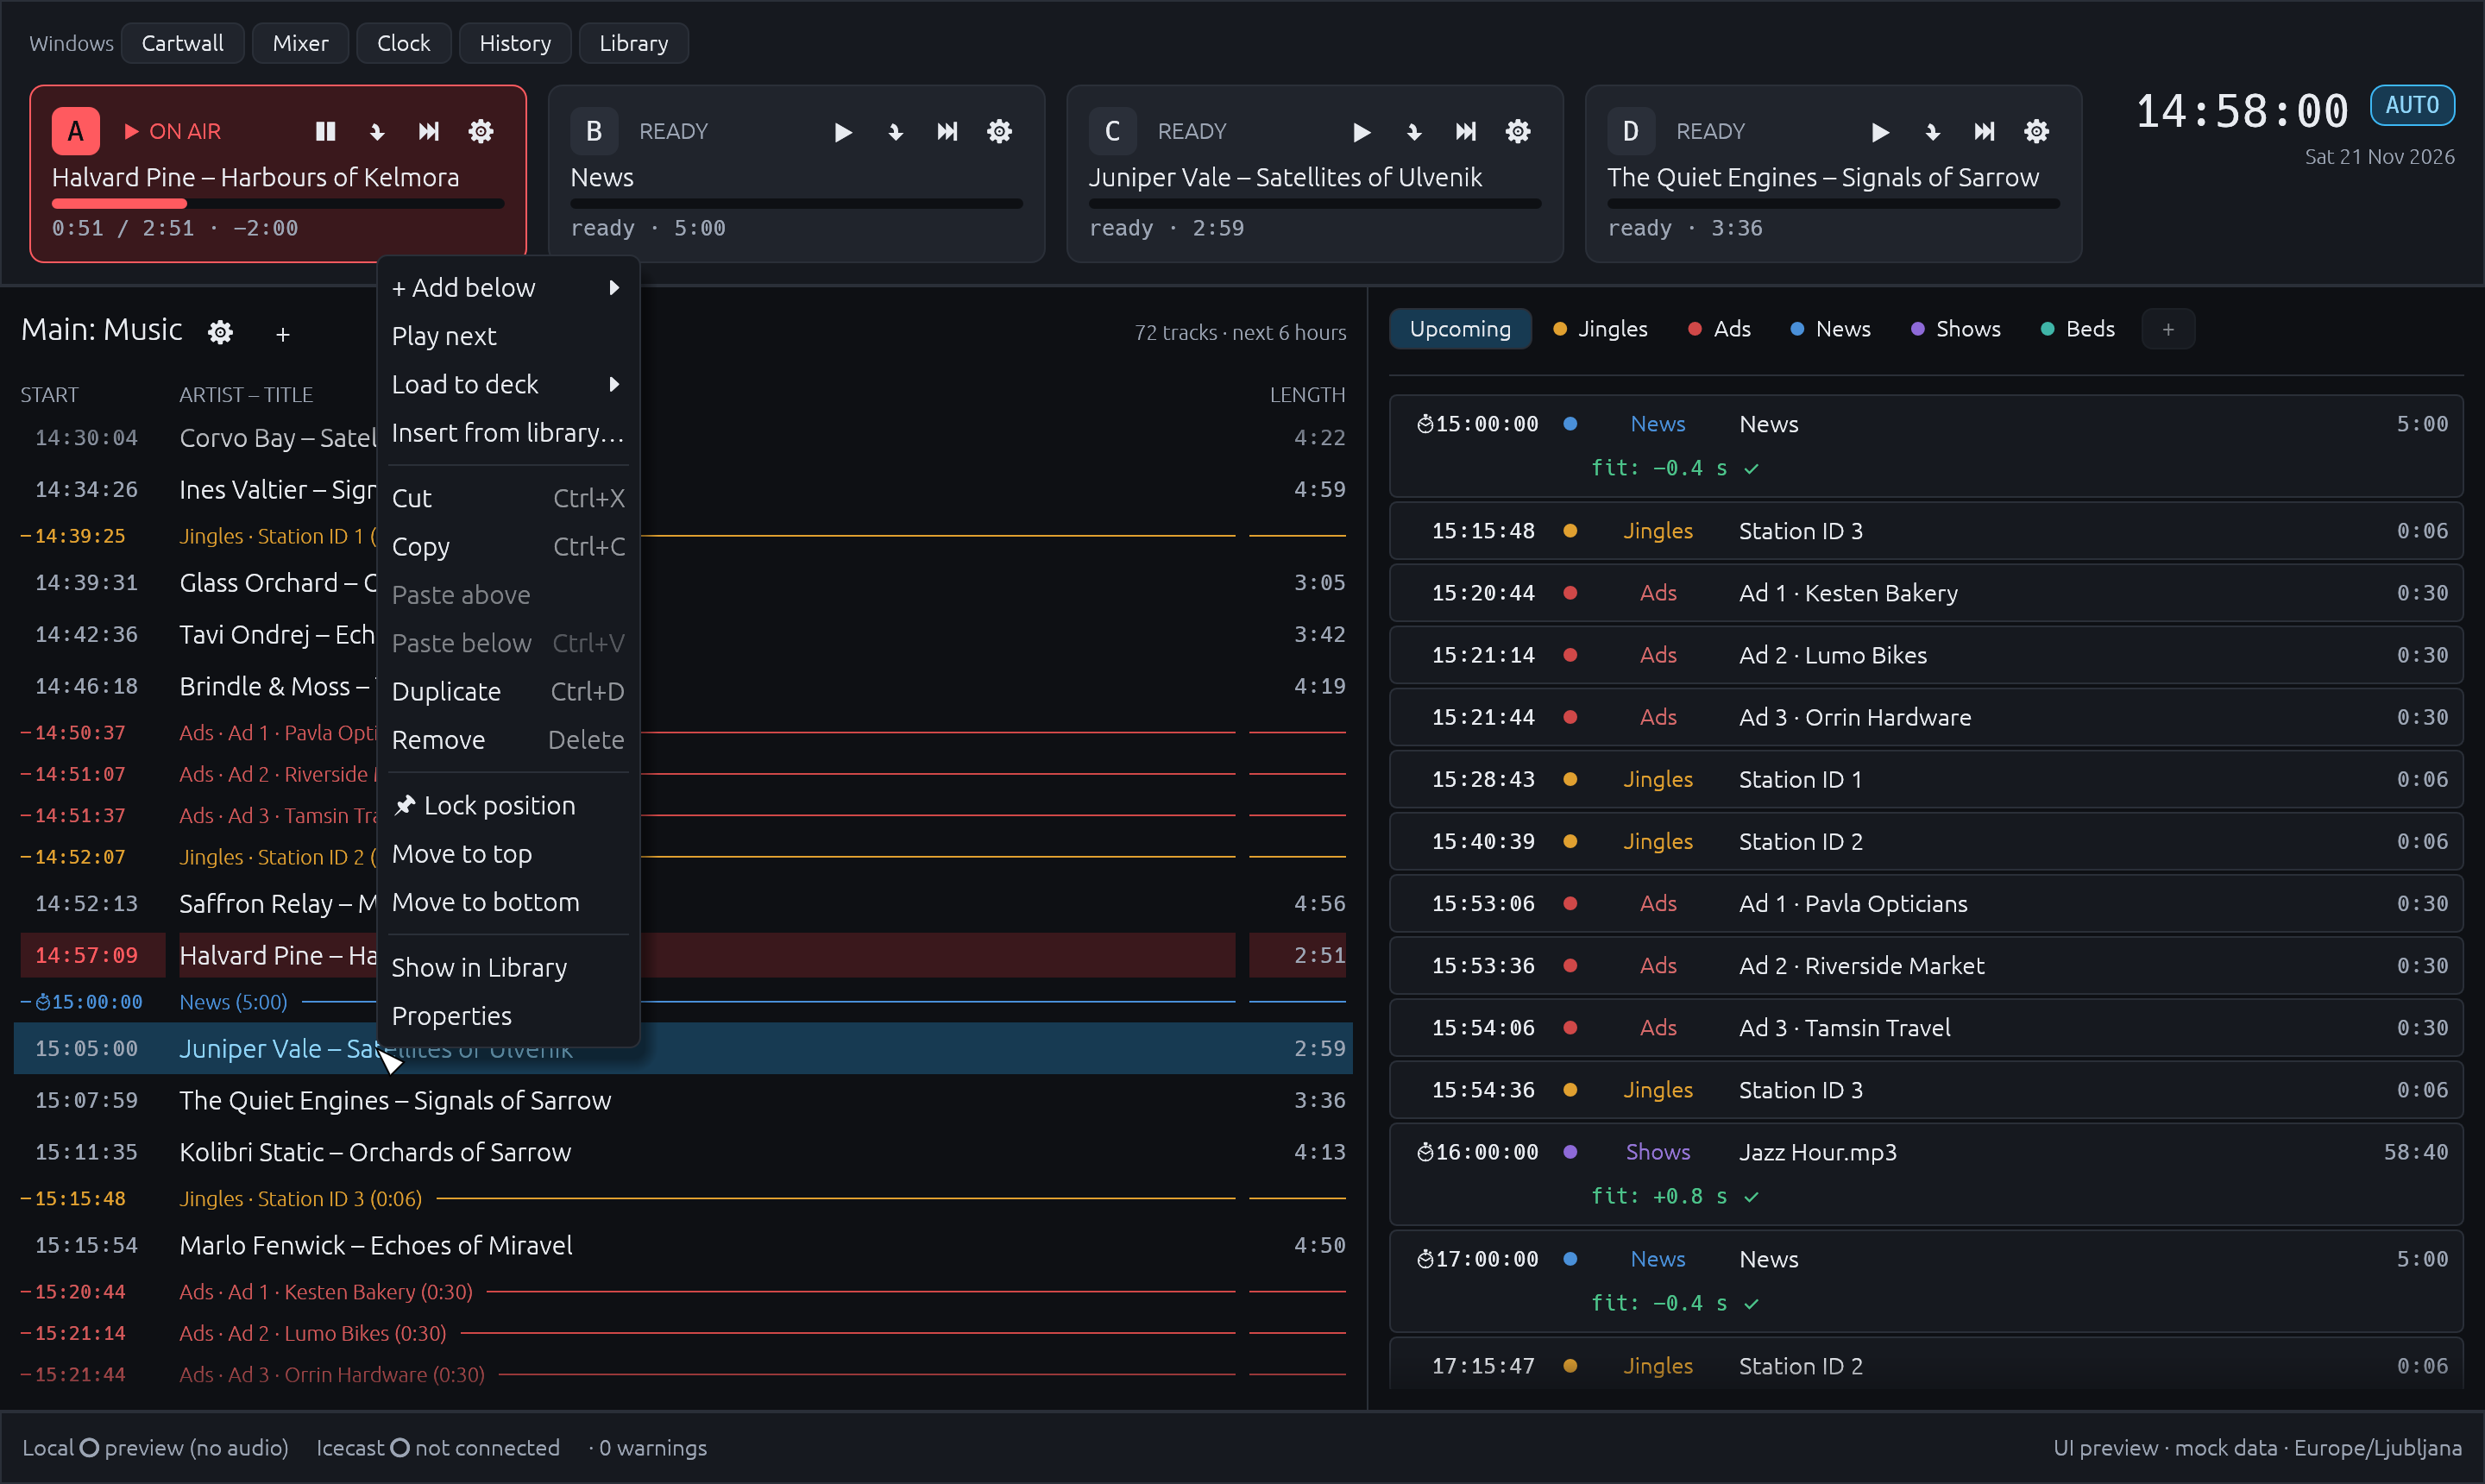 Windows Cartwall Mixer Clock History Library
A ON AIR
Halvard Pine – Harbours of Kelmora
0:51 / 2:51 · −2:00
B READY
News
ready · 5:00
C READY
Juniper Vale – Satellites of Ulvenik
ready · 2:59
D READY
The Quiet Engines – Signals of Sarrow
ready · 3:36
14:58:00 AUTO
Sat 21 Nov 2026
Main: Music + 72 tracks · next 6 hours
START ARTIST – TITLE LENGTH
14:30:04 Corvo Bay – 4:22
14:34:26 Ines Valtier – 4:59
14:39:25 Jingles · Station ID 1
14:39:31 Glass Orchard – 3:05
14:42:36 Tavi Ondrej – 3:42
14:46:18 Brindle & Moss – 4:19
14:50:37 Ads · Ad 1 · Pavla
14:51:07 Ads · Ad 2 · Riverside
14:51:37 Ads · Ad 3 · Tamsin
14:52:07 Jingles · Station ID 2
14:52:13 Saffron Relay – 4:56
14:57:09 Halvard Pine – 2:51
15:00:00 News (5:00)
15:05:00 Juniper Vale – Satellites of Ulvenik 2:59
15:07:59 The Quiet Engines – Signals of Sarrow 3:36
15:11:35 Kolibri Static – Orchards of Sarrow 4:13
15:15:48 Jingles · Station ID 3 (0:06)
15:15:54 Marlo Fenwick – Echoes of Miravel 4:50
15:20:44 Ads · Ad 1 · Kesten Bakery (0:30)
15:21:14 Ads · Ad 2 · Lumo Bikes (0:30)
15:21:44 Ads · Ad 3 · Orrin Hardware (0:30)
+ Add below
Play next
Load to deck
Insert from library…
Cut Ctrl+X
Copy Ctrl+C
Paste above
Paste below Ctrl+V
Duplicate Ctrl+D
Remove Delete
Lock position
Move to top
Move to bottom
Show in Library
Properties
Upcoming Jingles Ads News Shows Beds +
15:00:00 News News 5:00
fit: −0.4 s ✓
15:15:48 Jingles Station ID 3 0:06
15:20:44 Ads Ad 1 · Kesten Bakery 0:30
15:21:14 Ads Ad 2 · Lumo Bikes 0:30
15:21:44 Ads Ad 3 · Orrin Hardware 0:30
15:28:43 Jingles Station ID 1 0:06
15:40:39 Jingles Station ID 2 0:06
15:53:06 Ads Ad 1 · Pavla Opticians 0:30
15:53:36 Ads Ad 2 · Riverside Market 0:30
15:54:06 Ads Ad 3 · Tamsin Travel 0:30
15:54:36 Jingles Station ID 3 0:06
16:00:00 Shows Jazz Hour.mp3 58:40
fit: +0.8 s ✓
17:00:00 News News 5:00
fit: −0.4 s ✓
17:15:47 Jingles Station ID 2 0:06
Local preview (no audio) Icecast not connected · 0 warnings
UI preview · mock data · Europe/Ljubljana